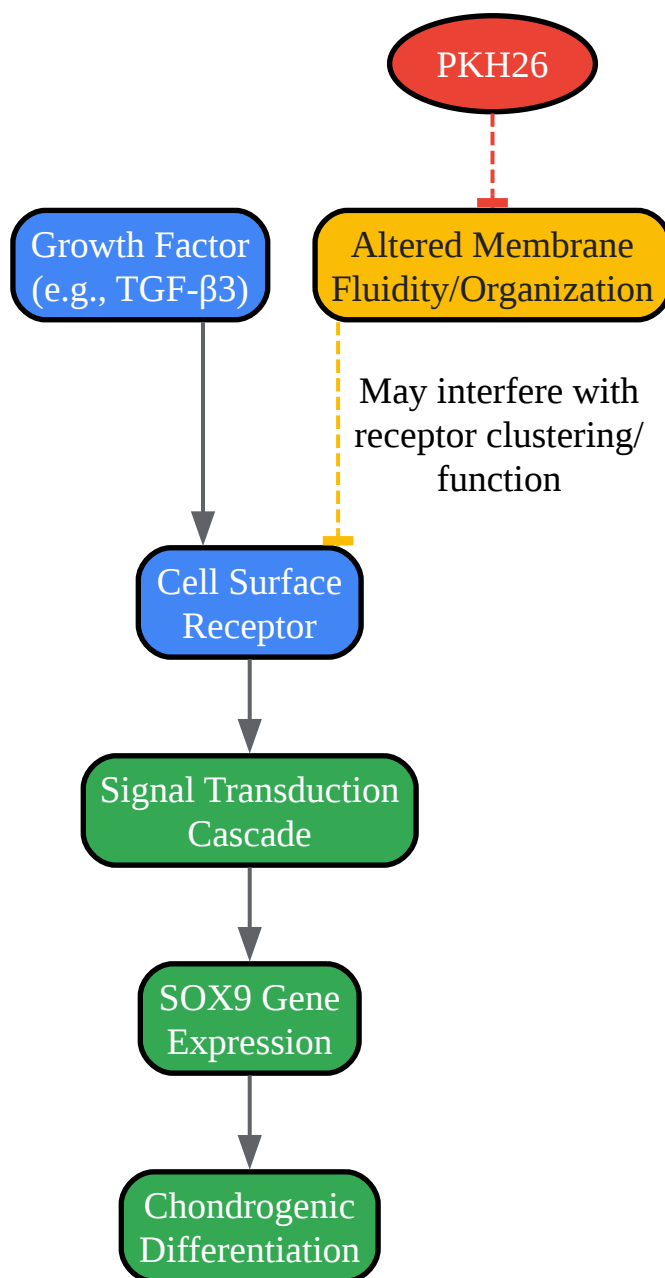 PKH26
Growth Factor
(e.g., TGF-β3)
Altered Membrane
Fluidity/Organization
May interfere with
receptor clustering/
function
Cell Surface
Receptor
Signal Transduction
Cascade
SOX9 Gene
Expression
Chondrogenic
Differentiation